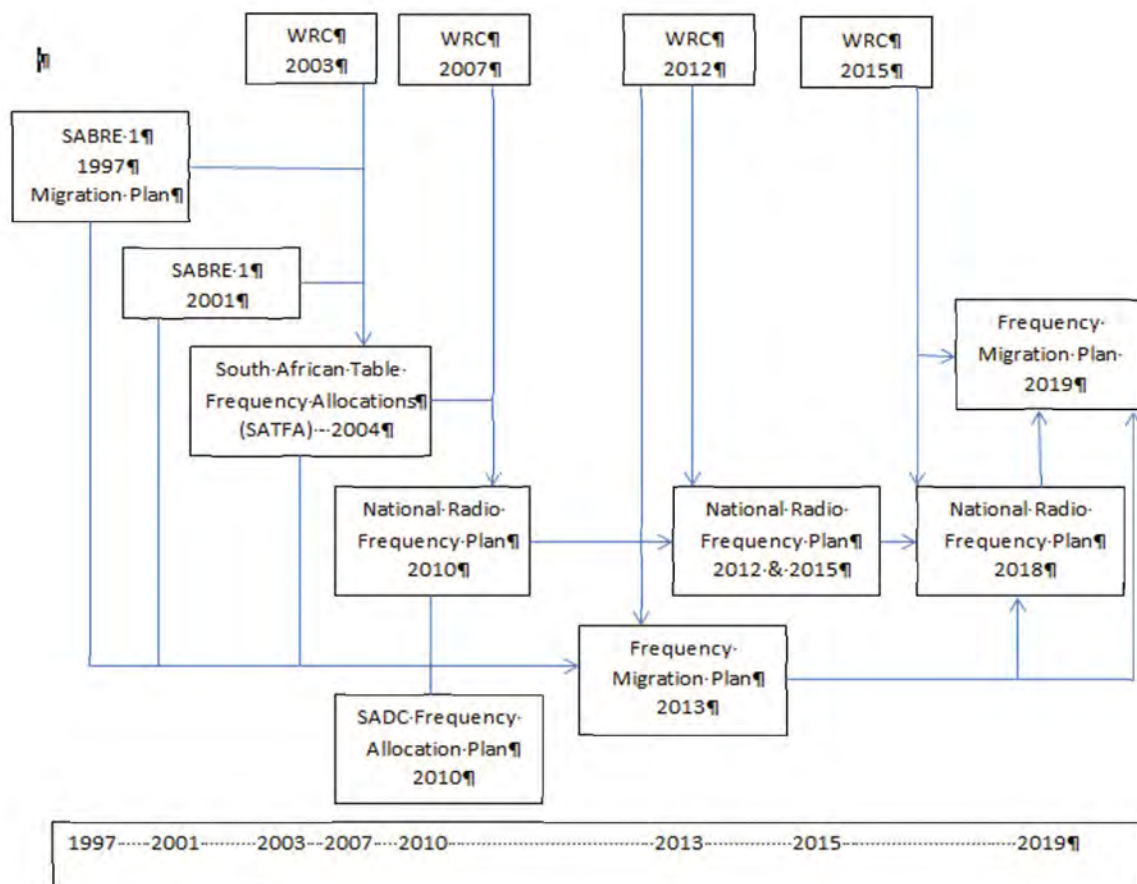 ¶
WRC¶
2003¶
WRC¶
2007¶
WRC¶
2012¶
WRC¶
2015¶
SABRE·1¶
1997¶
Migration·Plan¶
SABRE·1¶
2001¶
South·African·Table·
Frequency·Allocations¶
(SATFA)·–·2004¶
Frequency·
Migration·Plan·
2019¶
National·Radio·
Frequency·Plan¶
2010¶
National·Radio·
Frequency·Plan¶
2012·&·2015¶
National·Radio·
Frequency·Plan¶
2018¶
Frequency·
Migration·Plan¶
2013¶
SADC·Frequency·
Allocation·Plan¶
2010¶
1997·····2001··········2003···2007····2010·····································2013················2015································2019¶